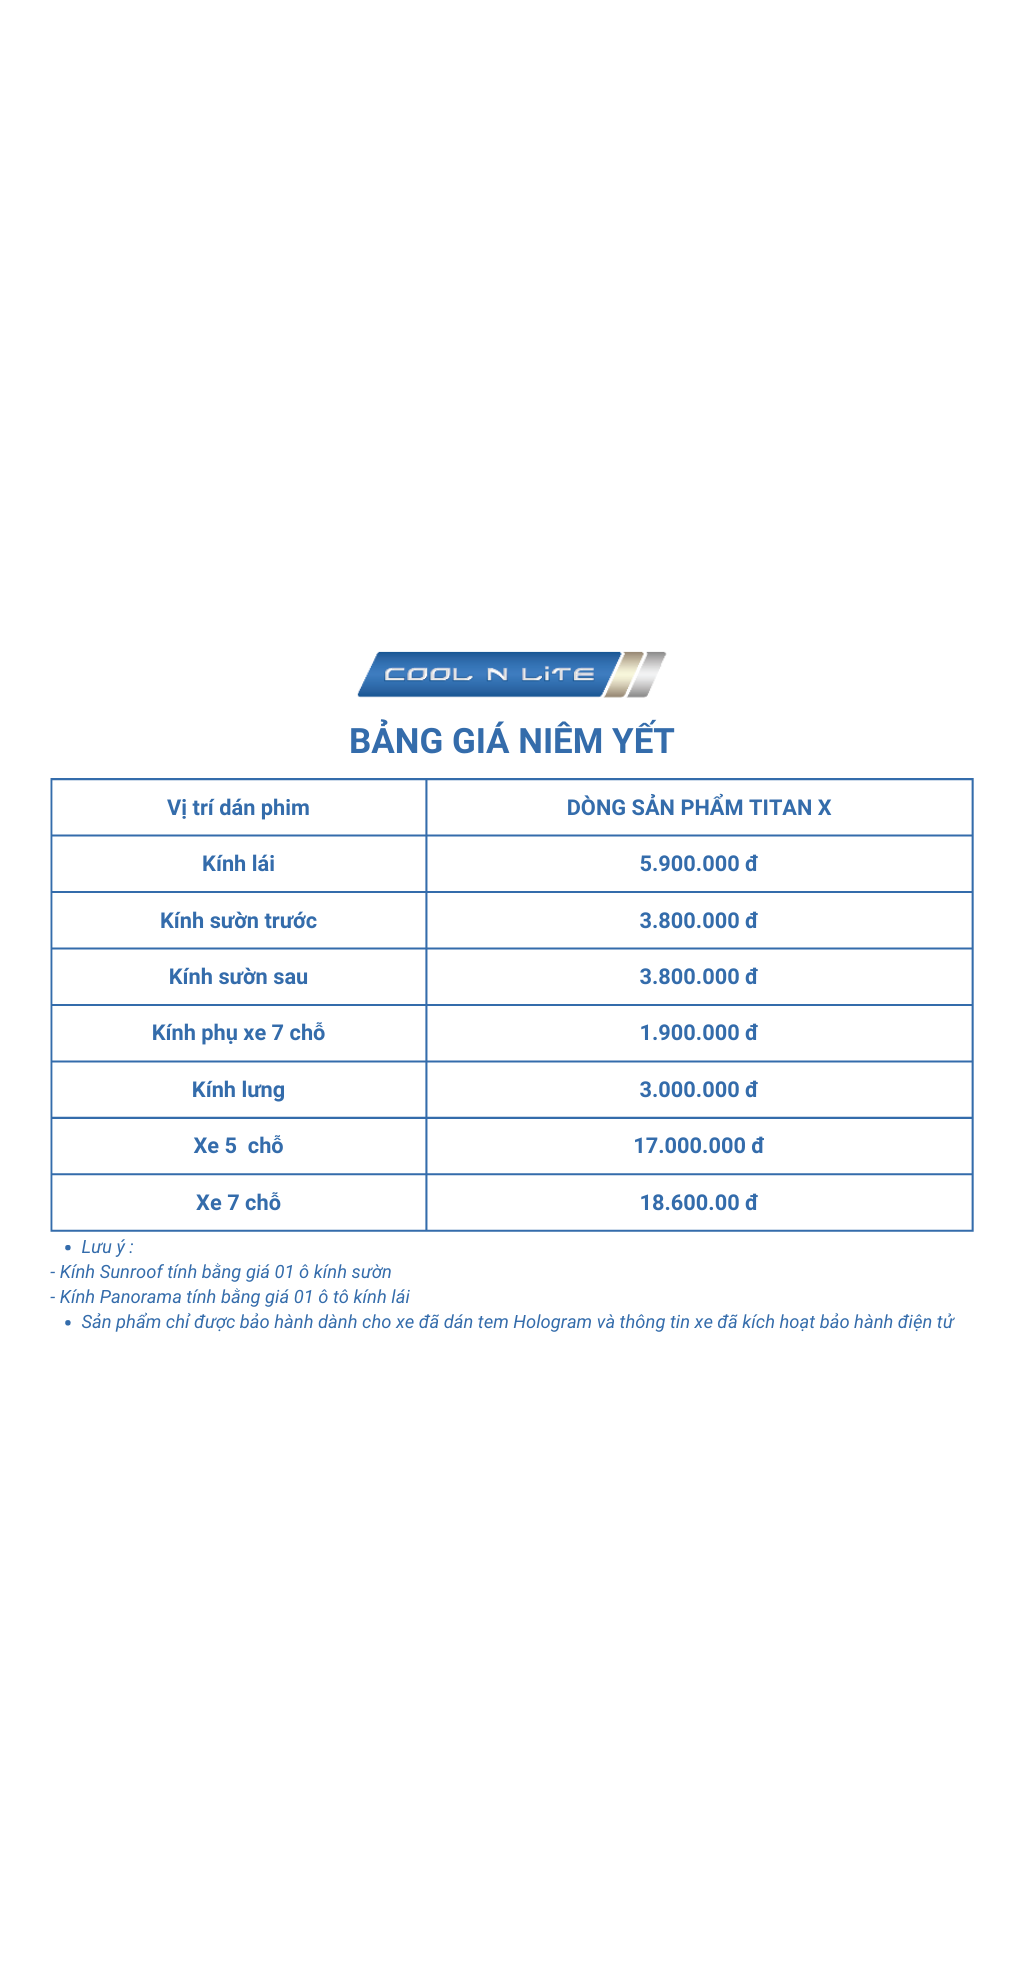 COOL N LiTE
BẢNG GIÁ NIÊM YẾT
Vị trí dán phim DÒNG SẢN PHẨM TITAN X
Kính lái 5.900.000 đ
Kính sườn trước 3.800.000 đ
Kính sườn sau 3.800.000 đ
Kính phụ xe 7 chỗ 1.900.000 đ
Kính lưng 3.000.000 đ
Xe 5 chỗ 17.000.000 đ
Xe 7 chỗ 18.600.00 đ
• Lưu ý :
- Kính Sunroof tính bằng giá 01 ô kính sườn
- Kính Panorama tính bằng giá 01 ô tô kính lái
• Sản phẩm chỉ được bảo hành dành cho xe đã dán tem Hologram và thông tin xe đã kích hoạt bảo hành điện tử